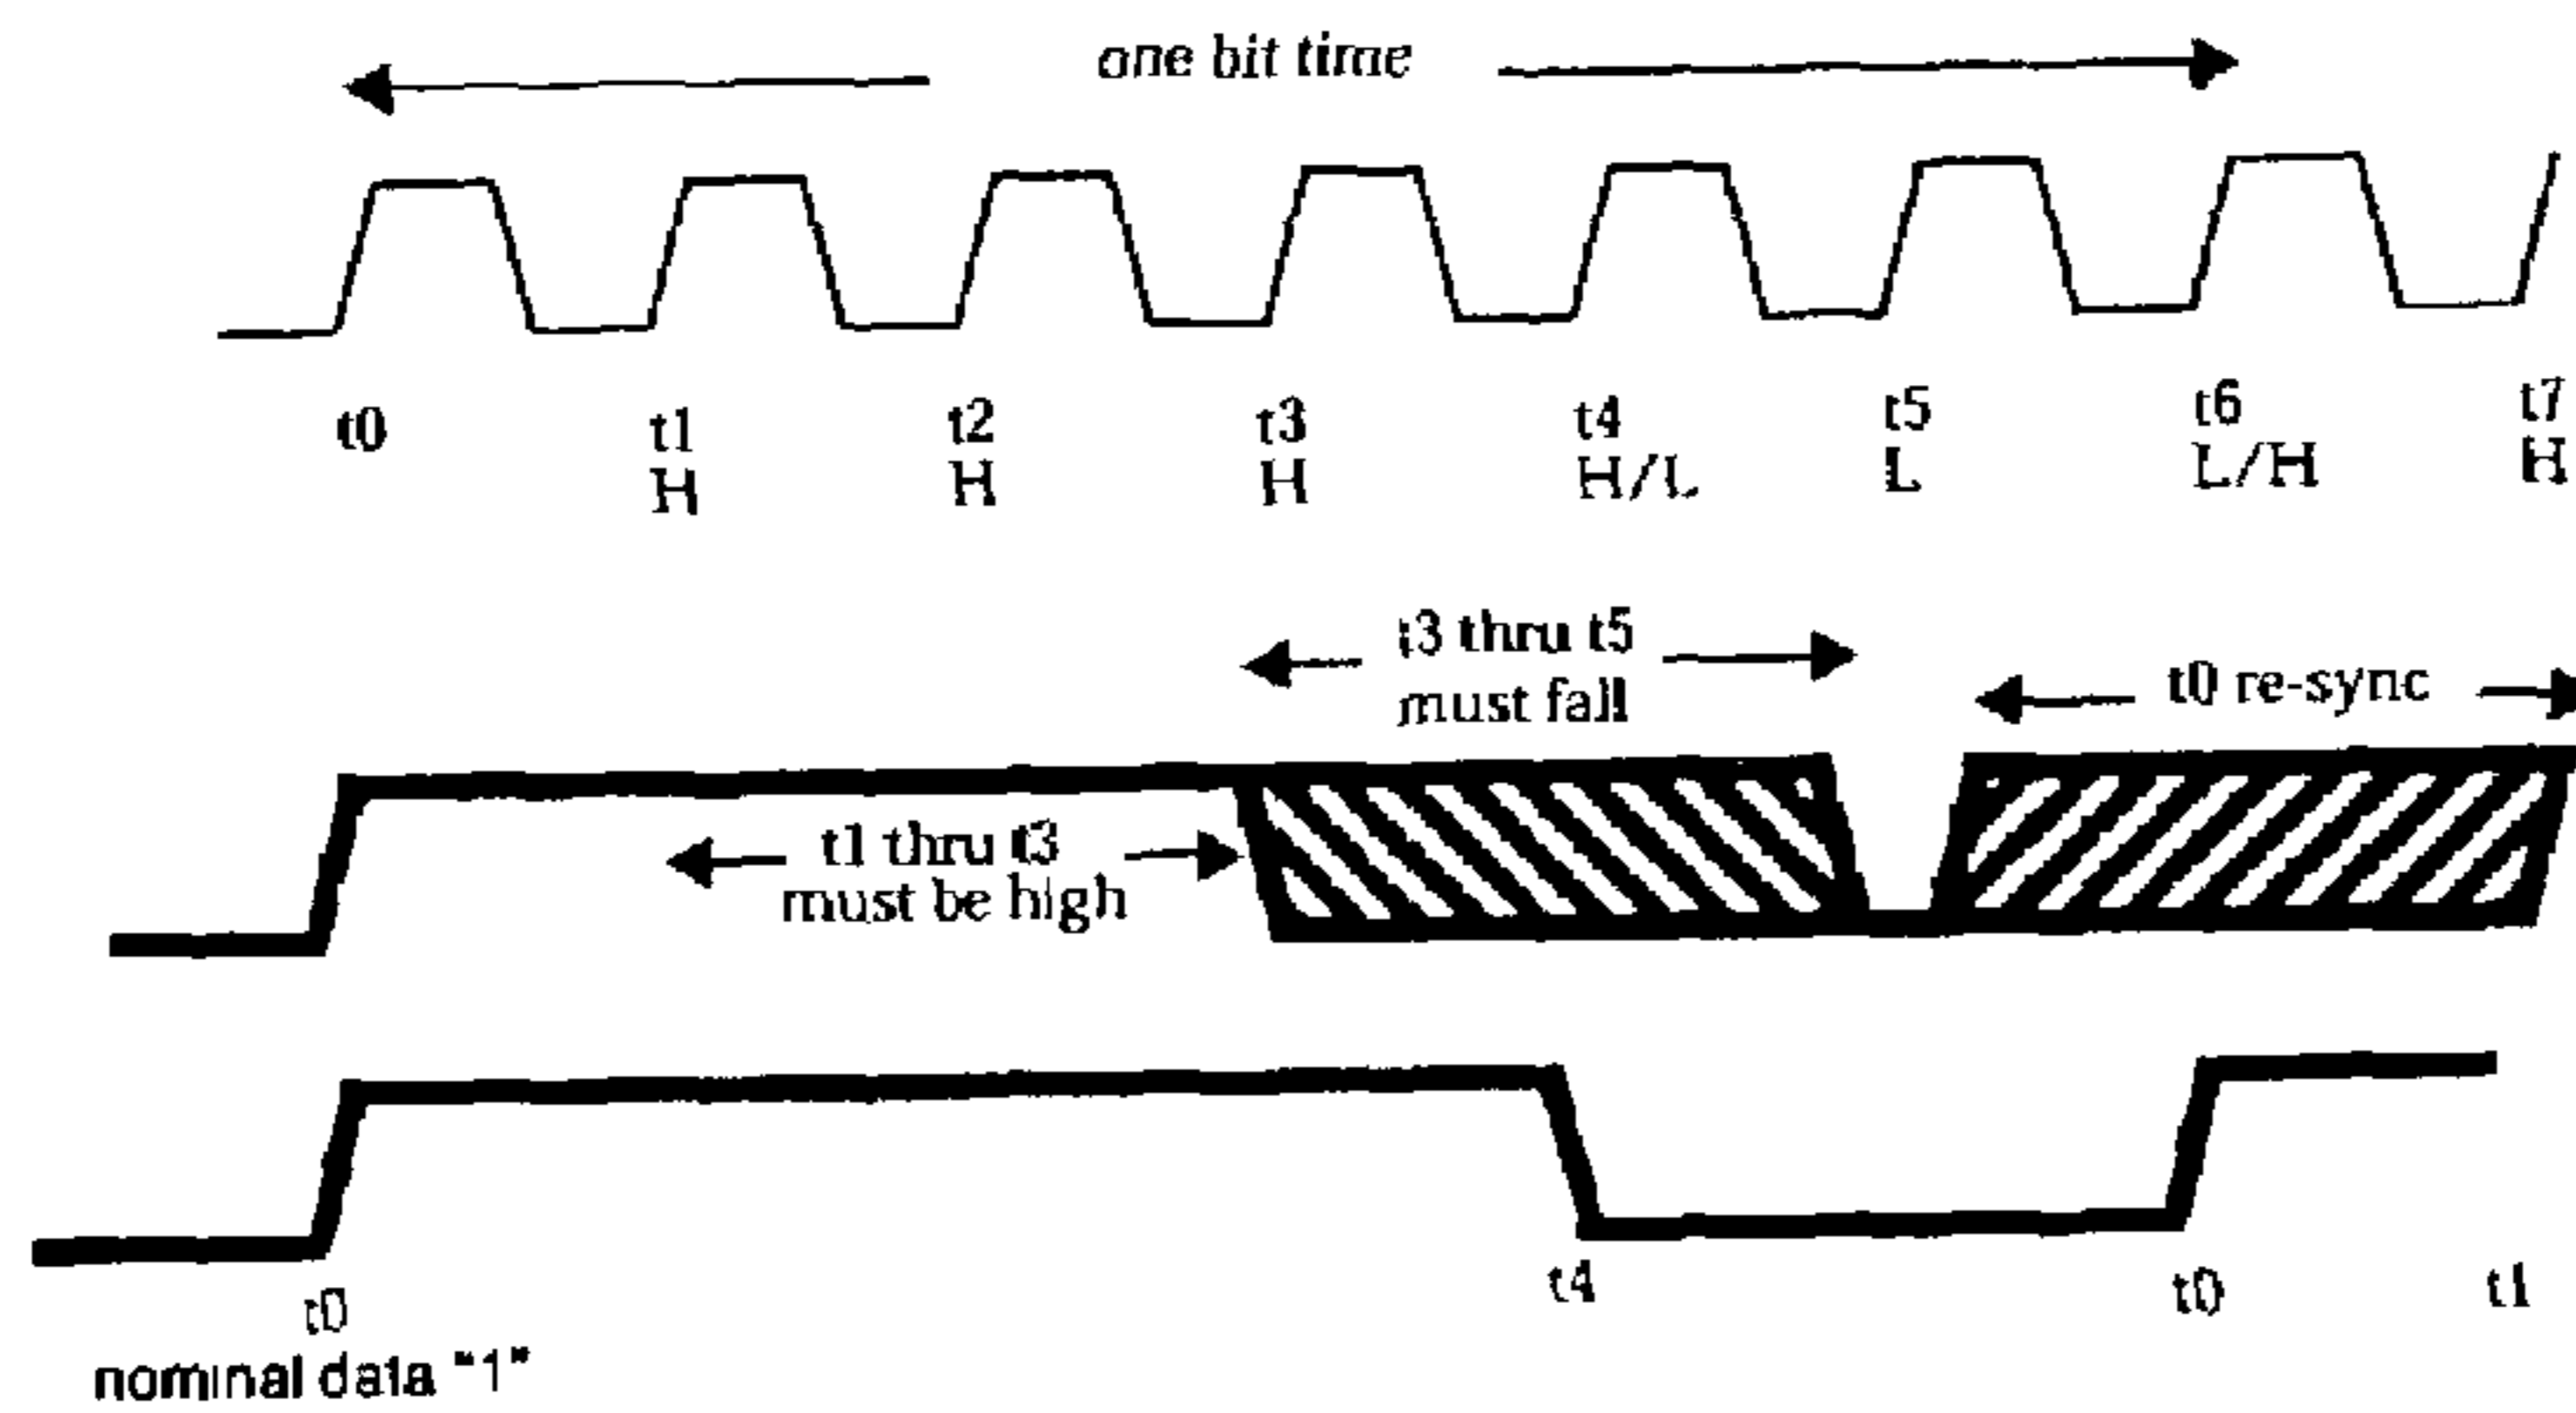 one bit time
t0 t1 t2 t3 t4 t5 t6 t7
H H H H/L L L/H H
t3 thru t5
must fall
t0 re-sync
t1 thru t3
must be high
t4 t0 t1
t0
nominal data "1"